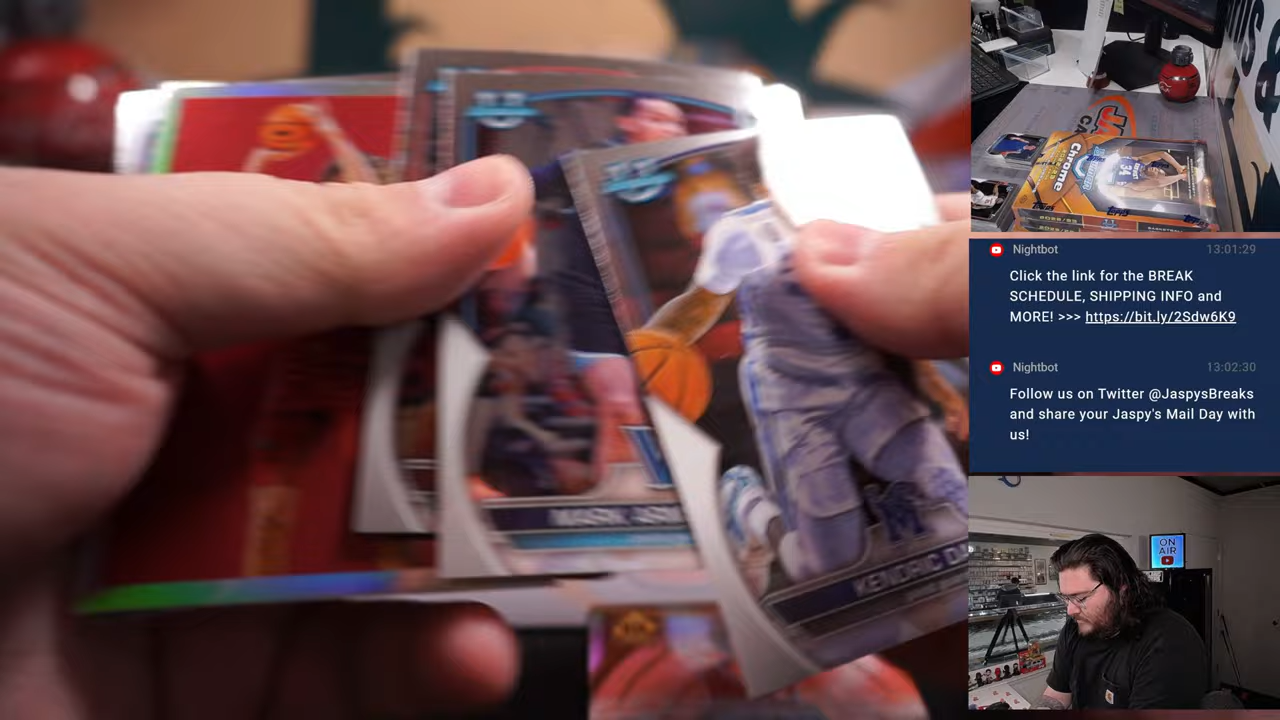 MARK
KENDRIC
Chrome
Nightbot 13:01:29
Click the link for the BREAK
SCHEDULE, SHIPPING INFO and
MORE! >>> https://bit.ly/2Sdw6K9
Nightbot 13:02:30
Follow us on Twitter @JaspysBreaks
and share your Jaspy's Mail Day with
us!
ON
AIR